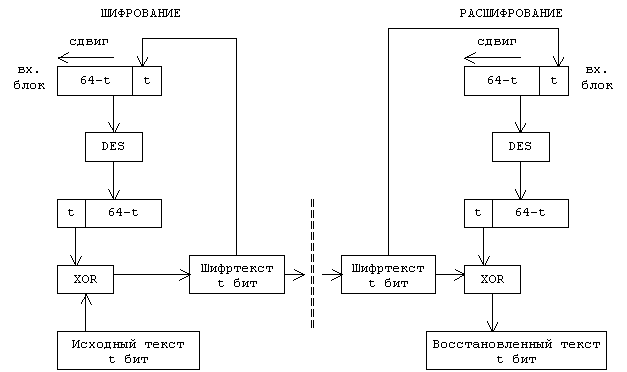 ШИФРОВАНИЕ
сдвиг
вх.
блок
64-t
t
DES
t
64-t
XOR
Шифртекст
t бит
Исходный текст
t бит
РАСШИФРОВАНИЕ
сдвиг
64-t
t
вх.
блок
DES
t
64-t
Шифртекст
t бит
XOR
Восстановленный текст
t бит